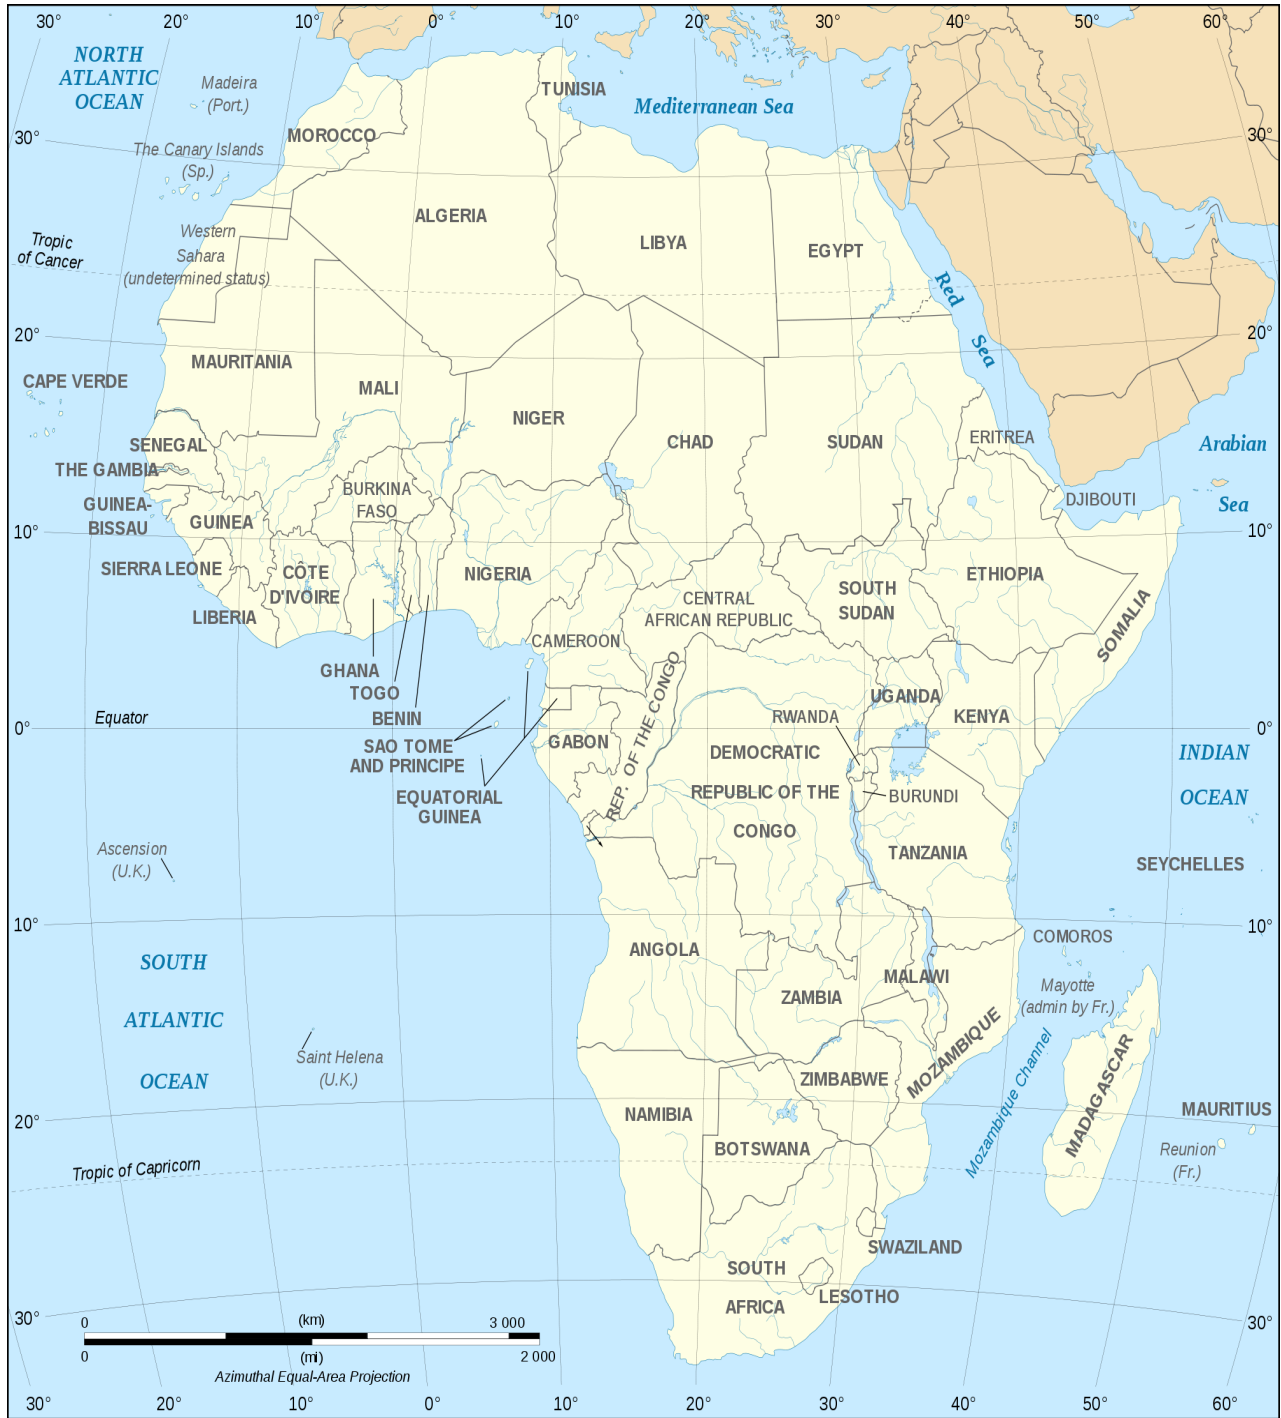 30° 20° 10° 0° 10° 20° 30° 40° 50° 60°
NORTH
ATLANTIC
OCEAN
Madeira
(Port.)
TUNISIA
Mediterranean Sea
30°
MOROCCO
30°
The Canary Islands
(Sp.)
ALGERIA
LIBYA
EGYPT
Western
Sahara
(undetermined status)
Tropic
of Cancer
Red
Sea
20°
20°
MAURITANIA
CAPE VERDE
MALI
NIGER
CHAD
SUDAN
ERITREA
Arabian
Sea
SENEGAL
THE GAMBIA
BURKINA
FASO
DJIBOUTI
GUINEA-
BISSAU
GUINEA
10°
10°
SIERRA LEONE
CÔTE
D'IVOIRE
NIGERIA
SOUTH
SUDAN
ETHIOPIA
CENTRAL
AFRICAN REPUBLIC
SOMALIA
LIBERIA
CAMEROON
GHANA
TOGO
BENIN
UGANDA
KENYA
RWANDA
REP. OF THE CONGO
Equator
0°
0°
SAO TOME
AND PRINCIPE
GABON
DEMOCRATIC
REPUBLIC OF THE
CONGO
INDIAN
OCEAN
EQUATORIAL
GUINEA
BURUNDI
TANZANIA
Ascension
(U.K.)
SEYCHELLES
10°
10°
COMOROS
ANGOLA
SOUTH
ATLANTIC
OCEAN
MALAWI
ZAMBIA
Mayotte
(admin by Fr.)
Saint Helena
(U.K.)
MOZAMBIQUE
Mozambique Channel
MADAGASCAR
ZIMBABWE
NAMIBIA
MAURITIUS
20°
20°
BOTSWANA
Reunion
(Fr.)
Tropic of Capricorn
SWAZILAND
SOUTH
AFRICA
LESOTHO
30°
30°
0 (km) 3 000
0 (mi) 2 000
Azimuthal Equal-Area Projection
30° 20° 10° 0° 10° 20° 30° 40° 50° 60°